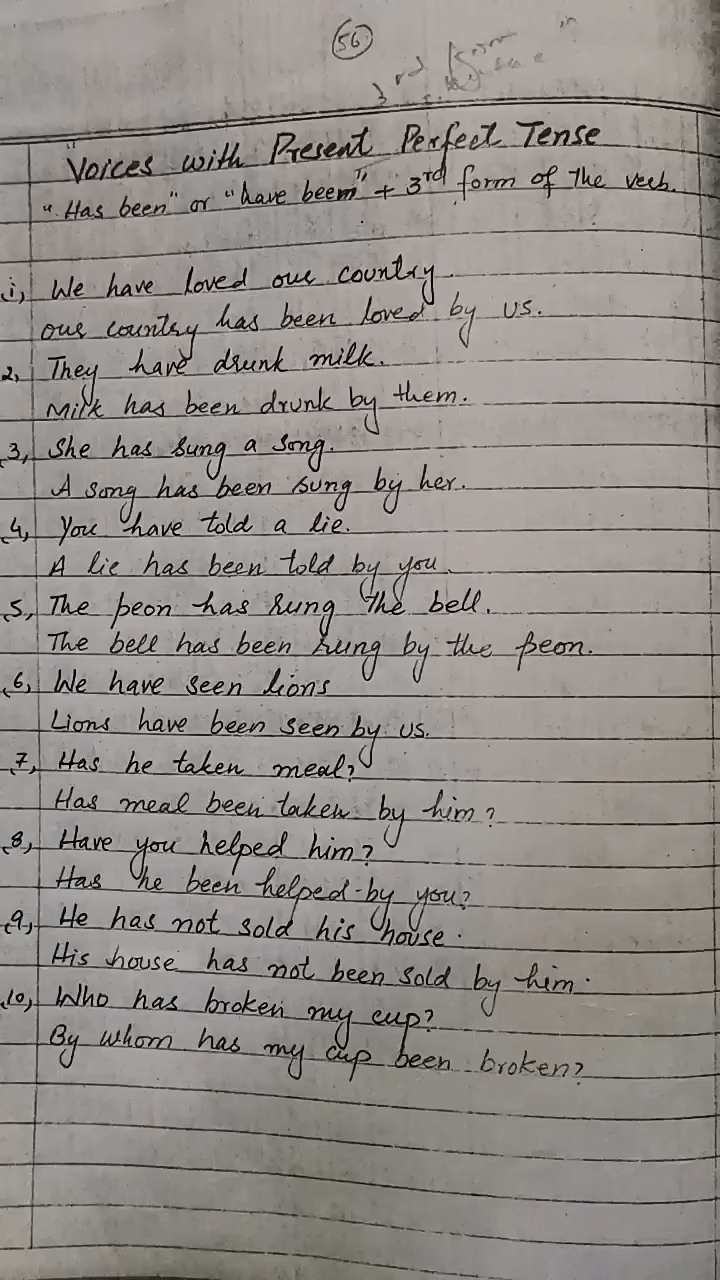 56
3rd form in
"Voices with Present Perfect Tense
"Has been" or "have been" + 3rd form of the verb.
1, We have loved our country.
our country has been loved by us.
2, They have drunk milk.
Milk has been drunk by them.
3, She has sung a song.
A song has been sung by her.
4, You have told a lie.
A lie has been told by you.
5, The peon has rung the bell.
The bell has been rung by the peon.
6, We have seen lions
Lions have been seen by us.
7, Has he taken meal?
Has meal been taken by him?
8, Have you helped him?
Has he been helped by you?
9, He has not sold his house.
His house has not been sold by him.
10, Who has broken my cup?
By whom has my cup been broken?